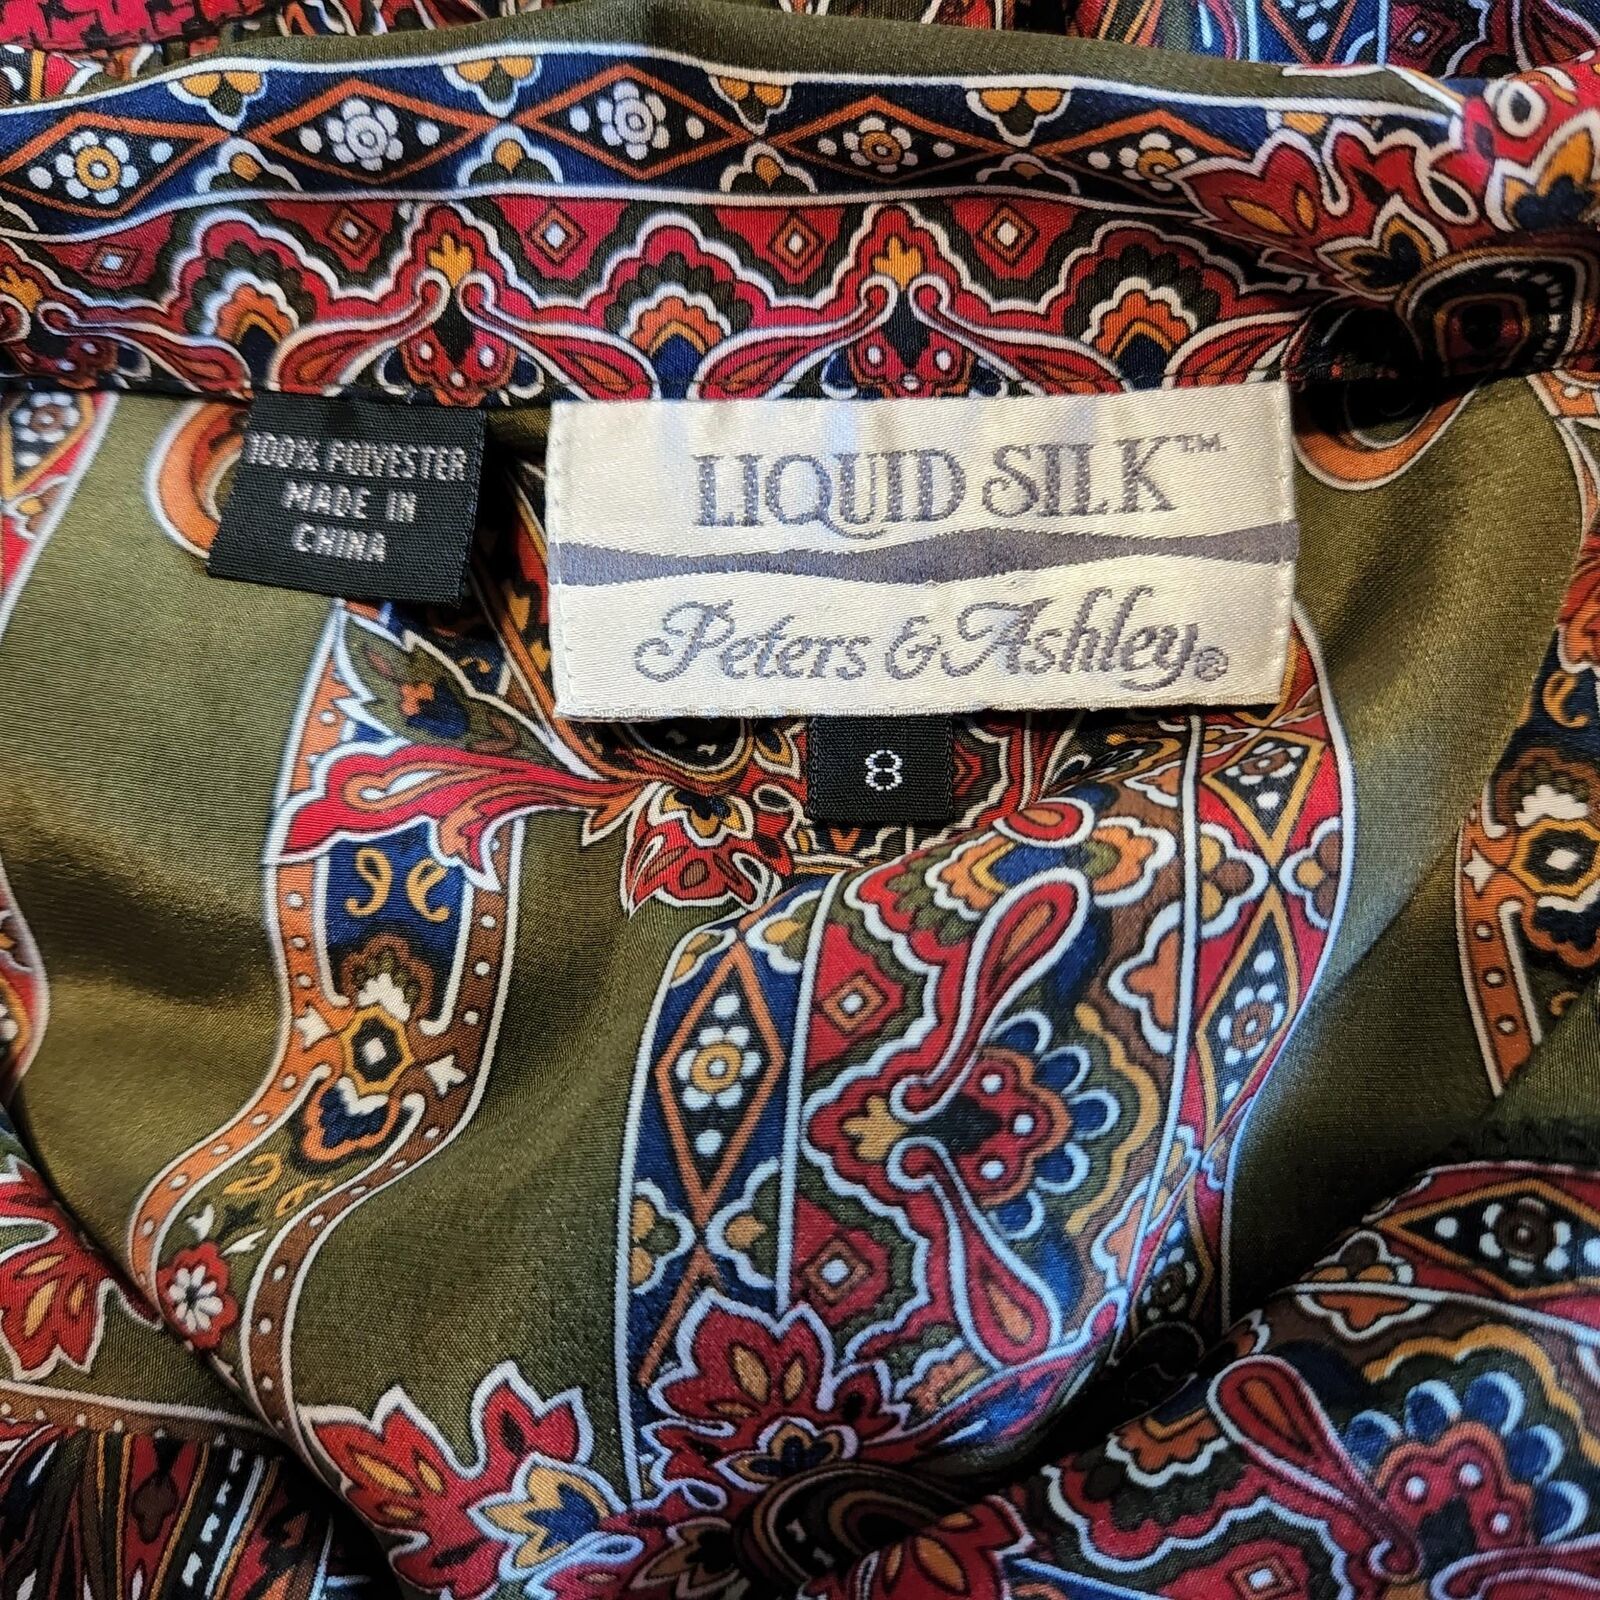 100% POLYESTER
MADE IN
CHINA
LIQUID SILK™
Peters & Ashley®
8